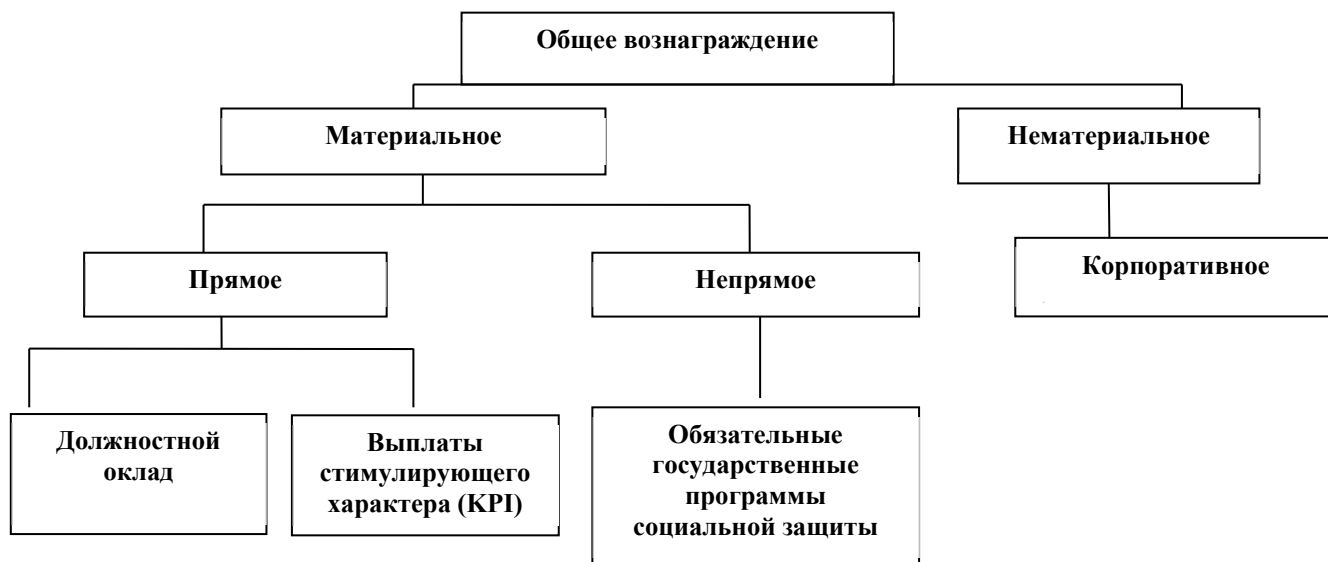 Общее вознаграждение
Материальное
Нематериальное
Прямое
Непрямое
Корпоративное
Должностной
оклад
Выплаты
стимулирующего
характера (KPI)
Обязательные
государственные
программы
социальной защиты